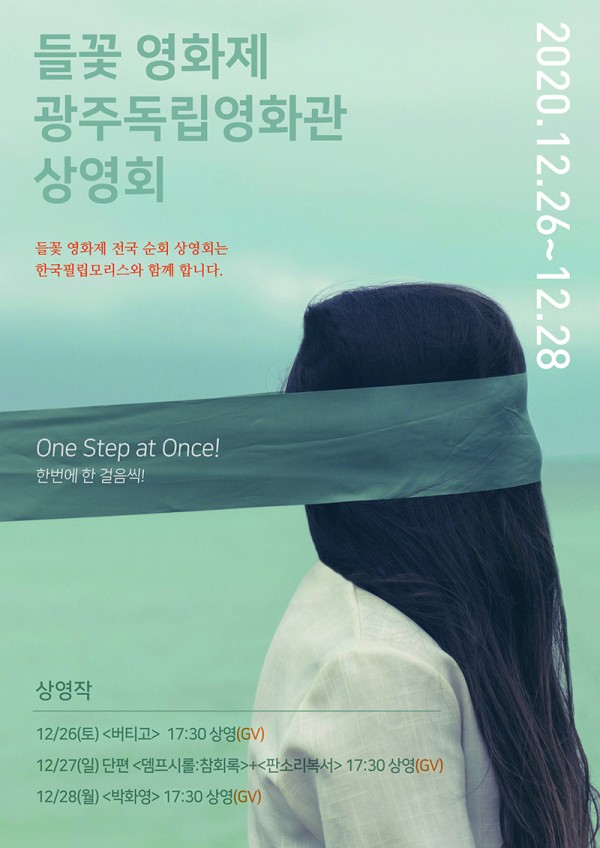 들꽃 영화제
광주독립영화관
상영회
2020.12.26~12.28
들꽃 영화제 전국 순회 상영회는
한국필립모리스와 함께 합니다.
One Step at Once!
한번에 한 걸음씩!
상영작
12/26(토) <버티고> 17:30 상영(GV)
12/27(일) 단편 <뎀프시롤:참회록>+<판소리복서> 17:30 상영(GV)
12/28(월) <박화영> 17:30 상영(GV)